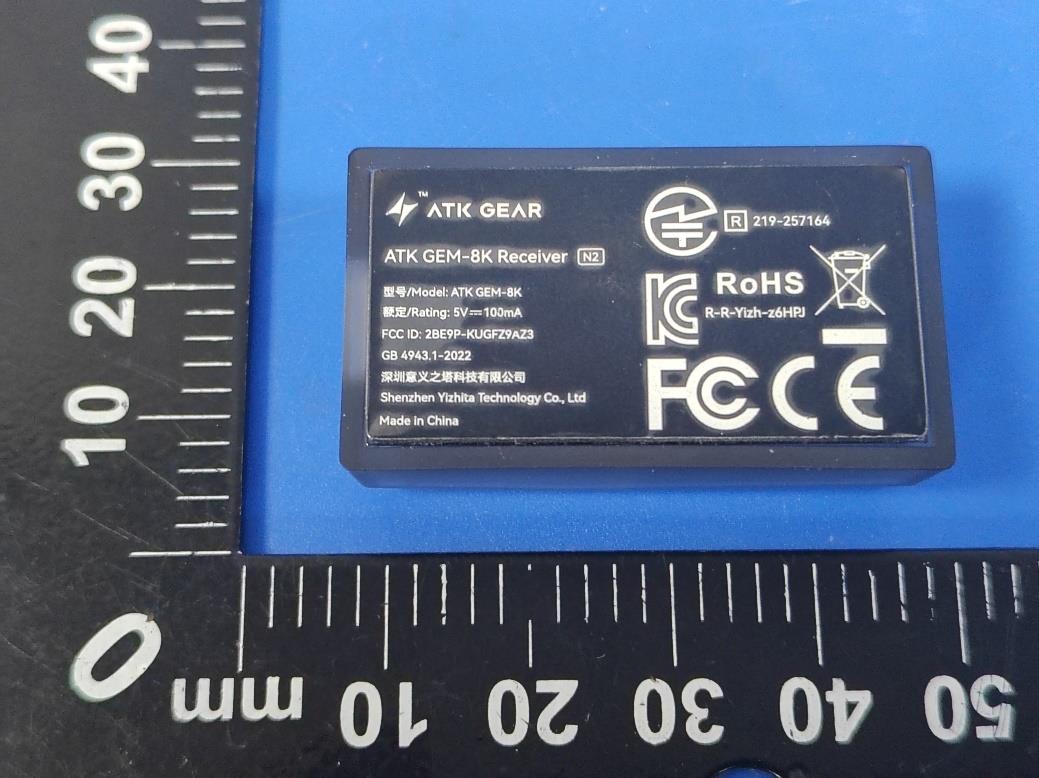 40
30
20
10
0
mm 10 20 30 40 50
ATK GEAR™
ATK GEM-8K Receiver N2
型号/Model: ATK GEM-8K
额定/Rating: 5V⎓100mA
FCC ID: 2BE9P-KUGFZ9AZ3
GB 4943.1-2022
深圳意义之塔科技有限公司
Shenzhen Yizhita Technology Co., Ltd
Made in China
R 219-257164
RoHS
R-R-Yizh-z6HPJ
FC CE